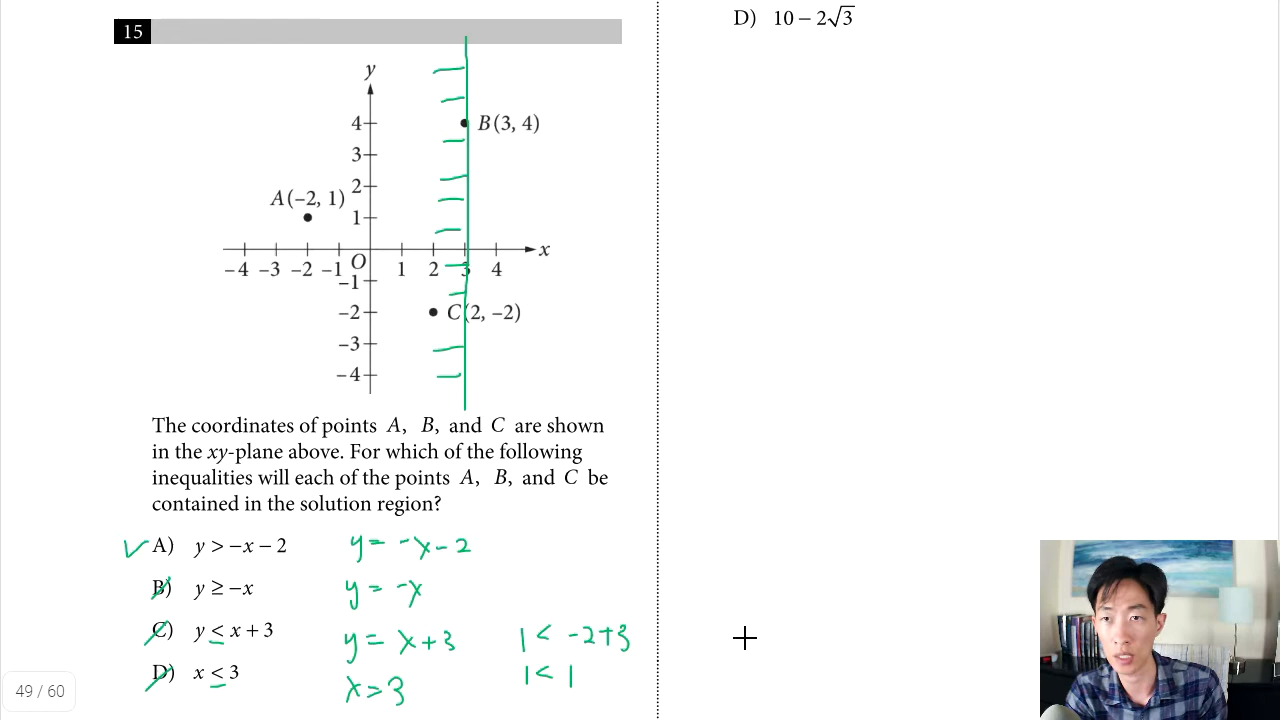 15
y
4
B(3, 4)
3
A(–2, 1)
2
1
O
x
–4 –3 –2 –1 1 2 3 4
–1
–2
C(2, –2)
–3
–4
The coordinates of points A, B, and C are shown
in the xy-plane above. For which of the following
inequalities will each of the points A, B, and C be
contained in the solution region?
A) y > –x – 2 y = -x - 2
B) y ≥ –x y = -x
C) y < x + 3 y = x + 3 1 < -2+3
D) x < 3 x = 3 1 < 1
D) 10 – 2√3
49 / 60